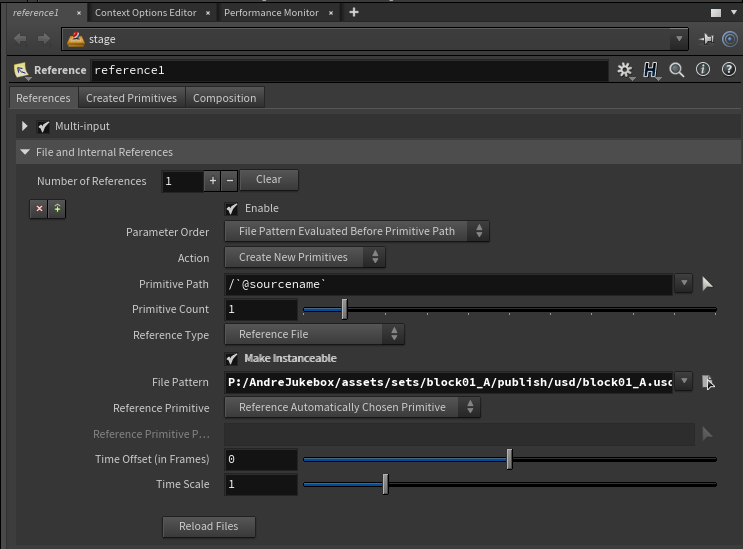 reference1 × Context Options Editor × Performance Monitor × +
stage
Reference reference1
References Created Primitives Composition
Multi-input
File and Internal References
Number of References 1 + − Clear
Enable
Parameter Order File Pattern Evaluated Before Primitive Path
Action Create New Primitives
Primitive Path /`@sourcename`
Primitive Count 1
Reference Type Reference File
Make Instanceable
File Pattern P:/AndreJukebox/assets/sets/block01_A/publish/usd/block01_A.usd
Reference Primitive Reference Automatically Chosen Primitive
Reference Primitive P...
Time Offset (in Frames) 0
Time Scale 1
Reload Files